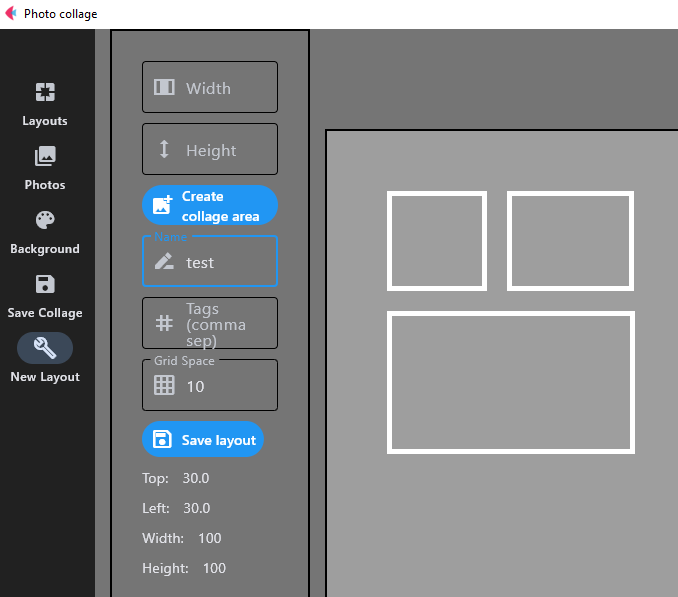 Photo collage
Layouts
Photos
Background
Save Collage
New Layout
Width
Height
Create
collage area
Name
test
Tags
(comma
sep)
Grid Space
10
Save layout
Top: 30.0
Left: 30.0
Width: 100
Height: 100